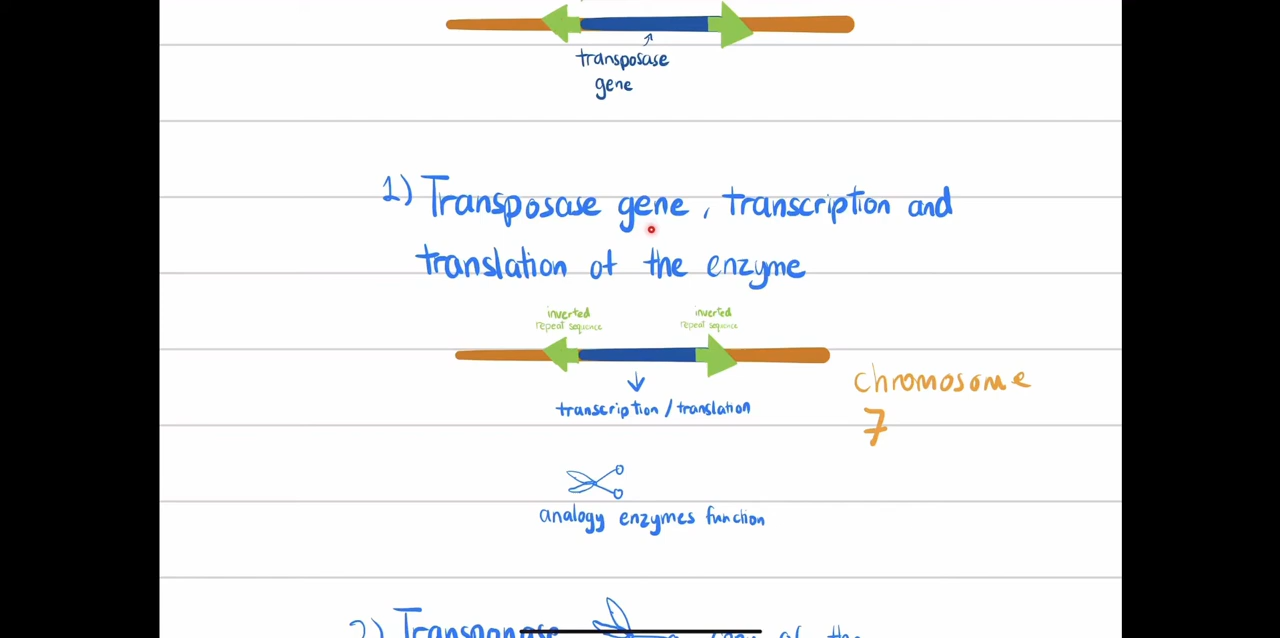 transposase
gene
1) Transposase gene, transcription and
translation of the enzyme
inverted
repeat sequence
inverted
repeat sequence
chromosome
7
transcription / translation
analogy enzymes function
2)